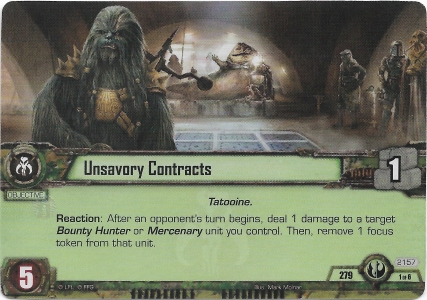 Unsavory Contracts
1
OBJECTIVE
Tatooine.
Reaction: After an opponent's turn begins, deal 1 damage to a target
Bounty Hunter or Mercenary unit you control. Then, remove 1 focus
token from that unit.
5
© LFL © FFG
Illus. Mark Molnar
279
2157
1 of 6